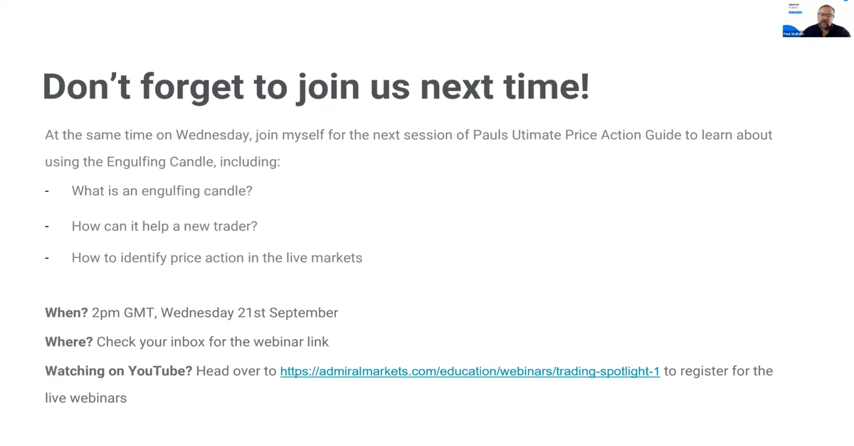 Don't forget to join us next time!
At the same time on Wednesday, join myself for the next session of Pauls Utimate Price Action Guide to learn about
using the Engulfing Candle, including:
- What is an engulfing candle?
- How can it help a new trader?
- How to identify price action in the live markets
When? 2pm GMT, Wednesday 21st September
Where? Check your inbox for the webinar link
Watching on YouTube? Head over to https://admiralmarkets.com/education/webinars/trading-spotlight-1 to register for the
live webinars